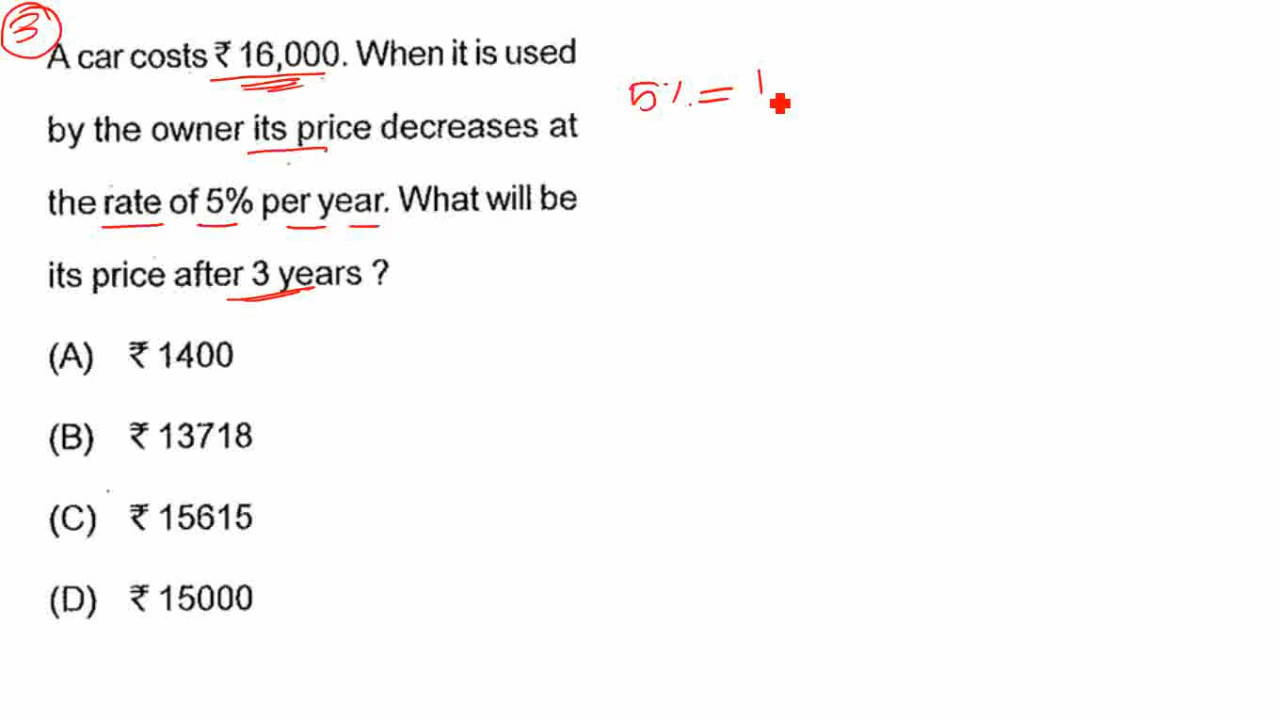 3
A car costs ₹ 16,000. When it is used
5% = 1
by the owner its price decreases at
the rate of 5% per year. What will be
its price after 3 years ?
(A) ₹ 1400
(B) ₹ 13718
(C) ₹ 15615
(D) ₹ 15000